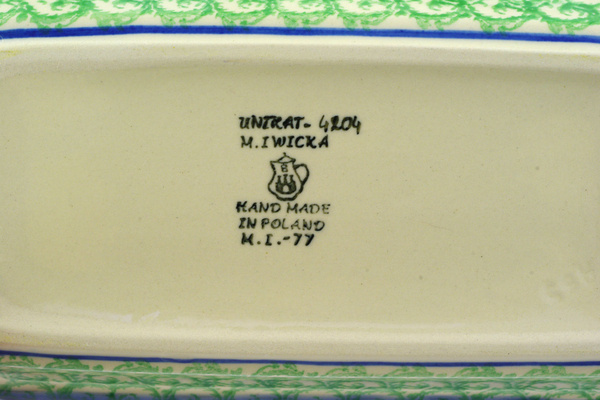 UNIKAT- 4204
M.IWICKA
B
HAND MADE
IN POLAND
M.I.-77